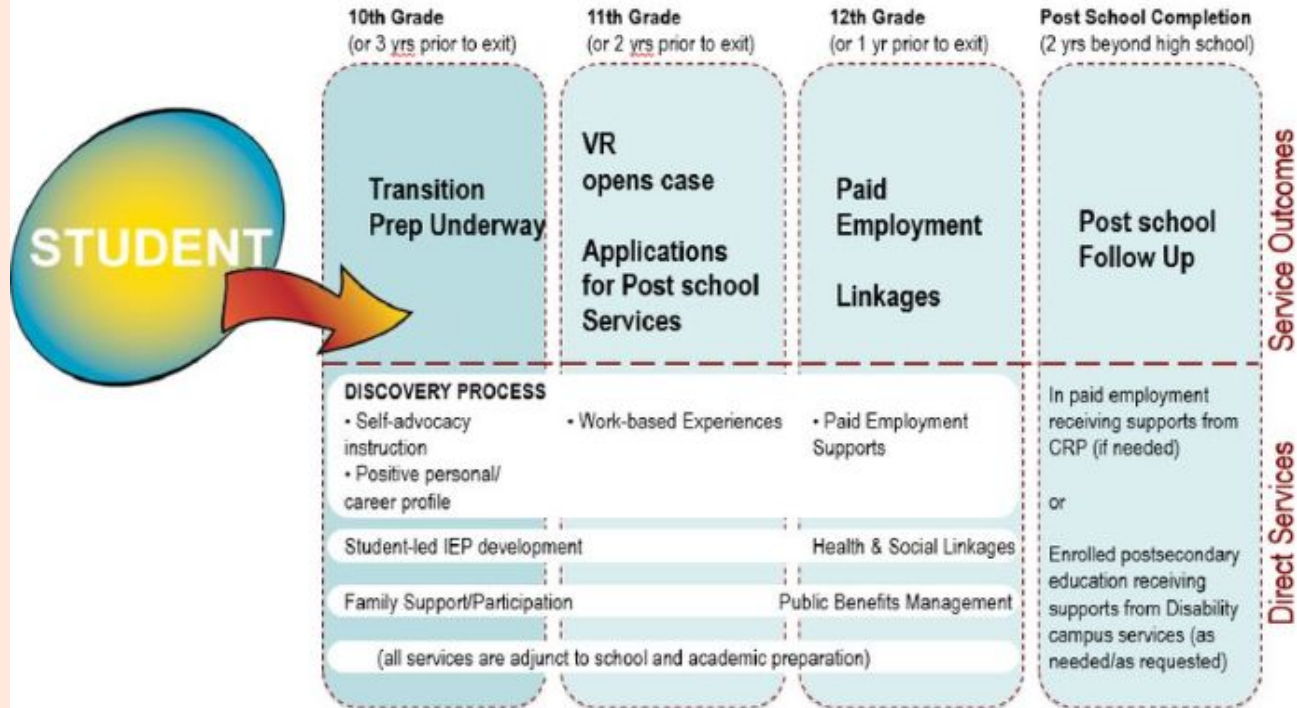 10th Grade
(or 3 yrs prior to exit)
11th Grade
(or 2 yrs prior to exit)
12th Grade
(or 1 yr prior to exit)
Post School Completion
(2 yrs beyond high school)
STUDENT
Transition
Prep Underway
VR
opens case
Applications
for Post school
Services
Paid
Employment
Linkages
Post school
Follow Up
Service Outcomes
DISCOVERY PROCESS
• Self-advocacy
instruction
• Positive personal/
career profile
• Work-based Experiences
• Paid Employment
Supports
Student-led IEP development
Health & Social Linkages
Family Support/Participation
Public Benefits Management
(all services are adjunct to school and academic preparation)
In paid employment
receiving supports from
CRP (if needed)
or
Enrolled postsecondary
education receiving
supports from Disability
campus services (as
needed/as requested)
Direct Services